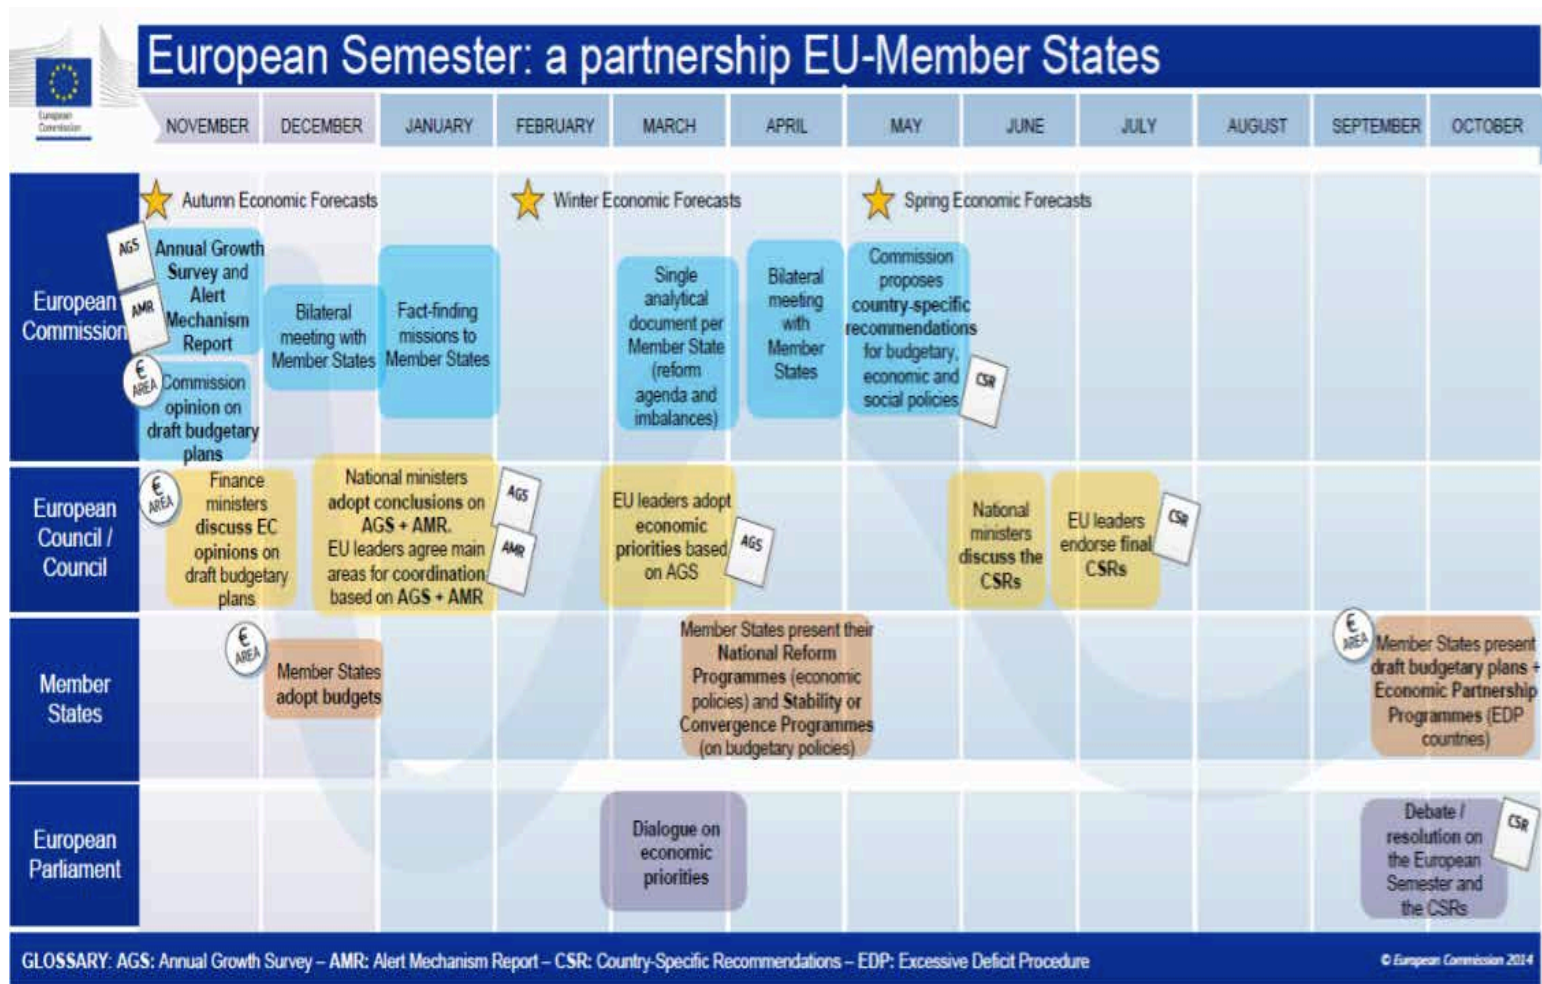 European Semester: a partnership EU-Member States
European
Commission
NOVEMBER
DECEMBER
JANUARY
FEBRUARY
MARCH
APRIL
MAY
JUNE
JULY
AUGUST
SEPTEMBER
OCTOBER
European
Commission
Autumn Economic Forecasts
Winter Economic Forecasts
Spring Economic Forecasts
AGS
AMR
Annual Growth
Survey and
Alert
Mechanism
Report
€
AREA
Commission
opinion on
draft budgetary
plans
Bilateral
meeting with
Member States
Fact-finding
missions to
Member States
Single
analytical
document per
Member State
(reform
agenda and
imbalances)
Bilateral
meeting
with
Member
States
Commission
proposes
country-specific
recommendations
for budgetary,
economic and
social policies
CSR
European
Council /
Council
€
AREA
Finance
ministers
discuss EC
opinions on
draft budgetary
plans
National ministers
adopt conclusions on
AGS + AMR.
EU leaders agree main
areas for coordination
based on AGS + AMR
AGS
AMR
EU leaders adopt
economic
priorities based
on AGS
AGS
National
ministers
discuss the
CSRs
EU leaders
endorse final
CSRs
CSR
Member
States
€
AREA
Member States
adopt budgets
Member States present their
National Reform
Programmes (economic
policies) and Stability or
Convergence Programmes
(on budgetary policies)
€
AREA
Member States present
draft budgetary plans +
Economic Partnership
Programmes (EDP
countries)
European
Parliament
Dialogue on
economic
priorities
Debate /
resolution on
the European
Semester and
the CSRs
CSR
GLOSSARY: AGS: Annual Growth Survey – AMR: Alert Mechanism Report – CSR: Country-Specific Recommendations – EDP: Excessive Deficit Procedure
© European Commission 2014